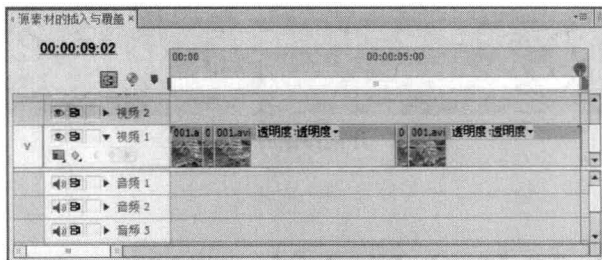 源素材的插入与覆盖 ×
00:00:09:02
00:00
00:00:05:00
视频 2
V
视频 1
001.a 0 001.avi 透明度:透明度 0 001.avi 透明度:透明度
音频 1
音频 2
音频 3